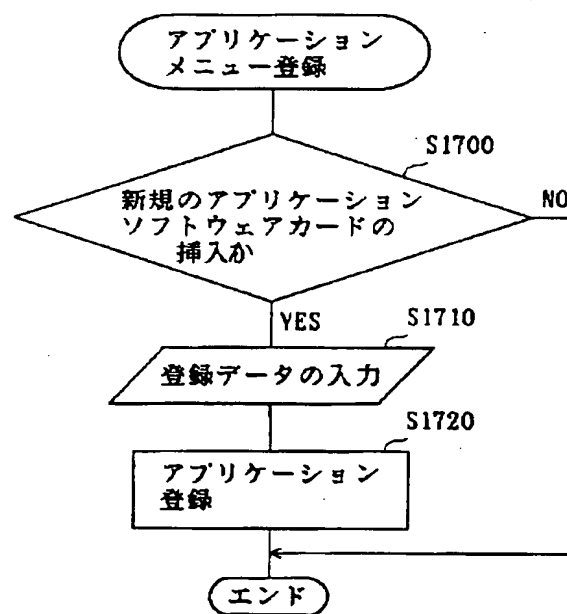 アプリケーション
メニュー登録
S1700
新規のアプリケーション
ソフトウェアカードの
挿入か
NO
YES
S1710
登録データの入力
S1720
アプリケーション
登録
エンド